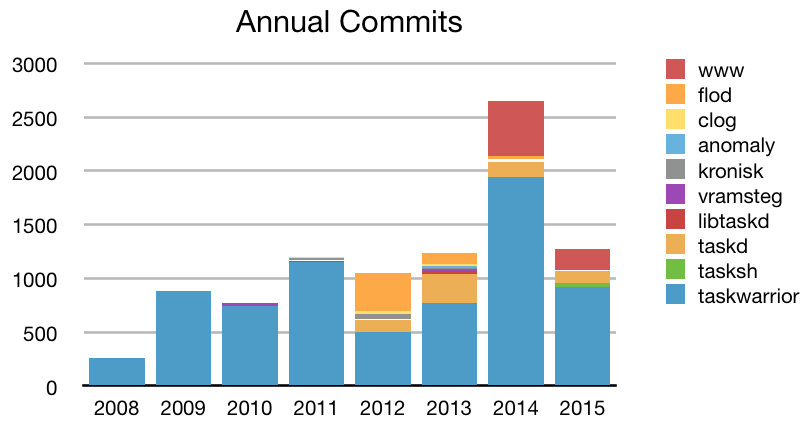 Annual Commits
3000
2500
2000
1500
1000
500
0
2008 2009 2010 2011 2012 2013 2014 2015
www
flod
clog
anomaly
kronisk
vramsteg
libtaskd
taskd
tasksh
taskwarrior